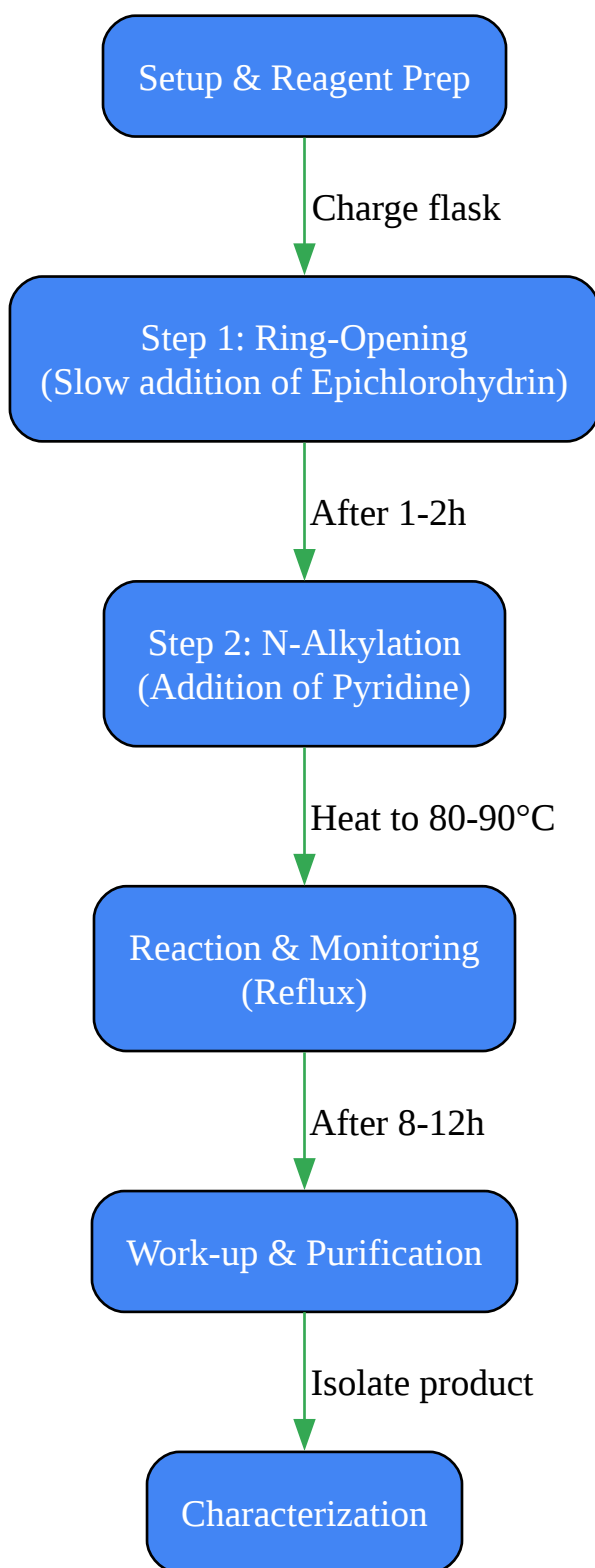 Setup & Reagent Prep
Charge flask
Step 1: Ring-Opening
(Slow addition of Epichlorohydrin)
After 1-2h
Step 2: N-Alkylation
(Addition of Pyridine)
Heat to 80-90°C
Reaction & Monitoring
(Reflux)
After 8-12h
Work-up & Purification
Isolate product
Characterization